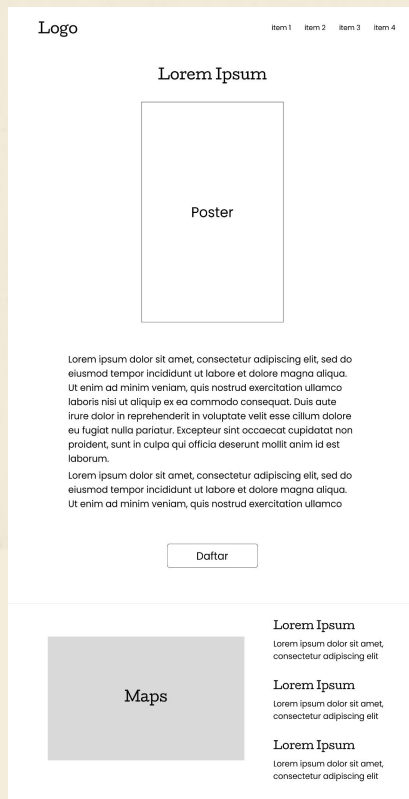 Logo
item 1 item 2 item 3 item 4
Lorem Ipsum
Poster
Lorem ipsum dolor sit amet, consectetur adipiscing elit, sed do
eiusmod tempor incididunt ut labore et dolore magna aliqua.
Ut enim ad minim veniam, quis nostrud exercitation ullamco
laboris nisi ut aliquip ex ea commodo consequat. Duis aute
irure dolor in reprehenderit in voluptate velit esse cillum dolore
eu fugiat nulla pariatur. Excepteur sint occaecat cupidatat non
proident, sunt in culpa qui officia deserunt mollit anim id est
laborum.
Lorem ipsum dolor sit amet, consectetur adipiscing elit, sed do
eiusmod tempor incididunt ut labore et dolore magna aliqua.
Ut enim ad minim veniam, quis nostrud exercitation ullamco
Daftar
Maps
Lorem Ipsum
Lorem ipsum dolor sit amet,
consectetur adipiscing elit
Lorem Ipsum
Lorem ipsum dolor sit amet,
consectetur adipiscing elit
Lorem Ipsum
Lorem ipsum dolor sit amet,
consectetur adipiscing elit